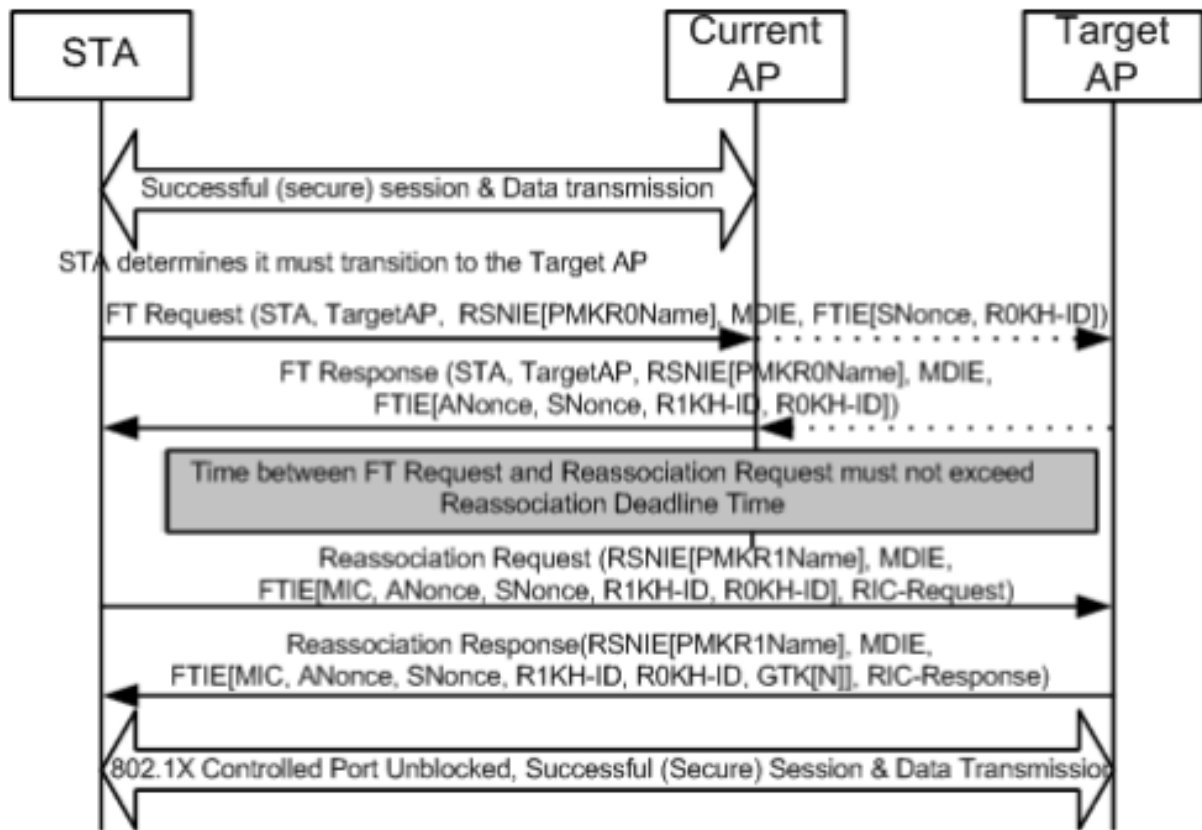 STA
Current
AP
Target
AP
Successful (secure) session & Data transmission
STA determines it must transition to the Target AP
FT Request (STA, TargetAP, RSNIE[PMKR0Name], MDIE, FTIE[SNonce, R0KH-ID])
FT Response (STA, TargetAP, RSNIE[PMKR0Name], MDIE,
FTIE[ANonce, SNonce, R1KH-ID, R0KH-ID])
Time between FT Request and Reassociation Request must not exceed
Reassociation Deadline Time
Reassociation Request (RSNIE[PMKR1Name], MDIE,
FTIE[MIC, ANonce, SNonce, R1KH-ID, R0KH-ID], RIC-Request)
Reassociation Response(RSNIE[PMKR1Name], MDIE,
FTIE[MIC, ANonce, SNonce, R1KH-ID, R0KH-ID, GTK[N]], RIC-Response)
802.1X Controlled Port Unblocked, Successful (Secure) Session & Data Transmission